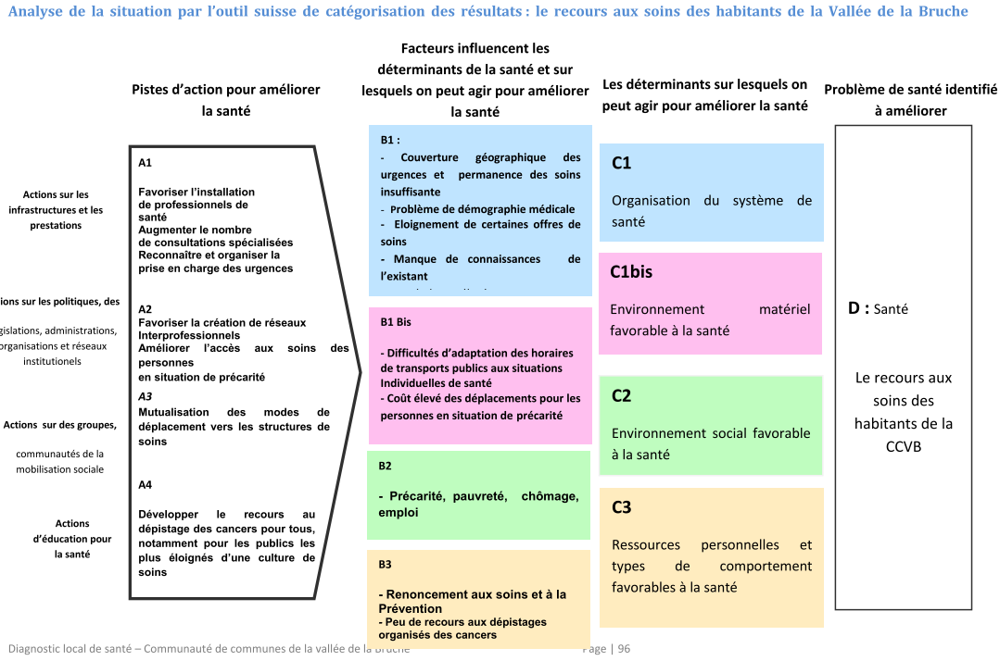 Analyse de la situation par l'outil suisse de catégorisation des résultats : le recours aux soins des habitants de la Vallée de la Bruche
Pistes d'action pour améliorer
la santé
Facteurs influencent les
déterminants de la santé et sur
lesquels on peut agir pour améliorer
la santé
Les déterminants sur lesquels on
peut agir pour améliorer la santé
Problème de santé identifié
à améliorer
Actions sur les
infrastructures et les
prestations
ions sur les politiques, des
gislations, administrations,
organisations et réseaux
institutionels
Actions sur des groupes,
communautés de la
mobilisation sociale
Actions
d'éducation pour
la santé
A1
Favoriser l'installation
de professionnels de
santé
Augmenter le nombre
de consultations spécialisées
Reconnaître et organiser la
prise en charge des urgences
A2
Favoriser la création de réseaux
Interprofessionnels
Améliorer l'accès aux soins des
personnes
en situation de précarité
A3
Mutualisation des modes de
déplacement vers les structures de
soins
A4
Développer le recours au
dépistage des cancers pour tous,
notamment pour les publics les
plus éloignés d'une culture de
soins
B1 :
- Couverture géographique des
urgences et permanence des soins
insuffisante
- Problème de démographie médicale
- Eloignement de certaines offres de
soins
- Manque de connaissances de
l'existant
B1 Bis
- Difficultés d'adaptation des horaires
de transports publics aux situations
Individuelles de santé
- Coût élevé des déplacements pour les
personnes en situation de précarité
B2
- Précarité, pauvreté, chômage,
emploi
B3
- Renoncement aux soins et à la
Prévention
- Peu de recours aux dépistages
organisés des cancers
C1
Organisation du système de
santé
C1bis
Environnement matériel
favorable à la santé
C2
Environnement social favorable
à la santé
C3
Ressources personnelles et
types de comportement
favorables à la santé
D : Santé
Le recours aux
soins des
habitants de la
CCVB
Diagnostic local de santé – Communauté de communes de la vallée de la Bruche
Page | 96